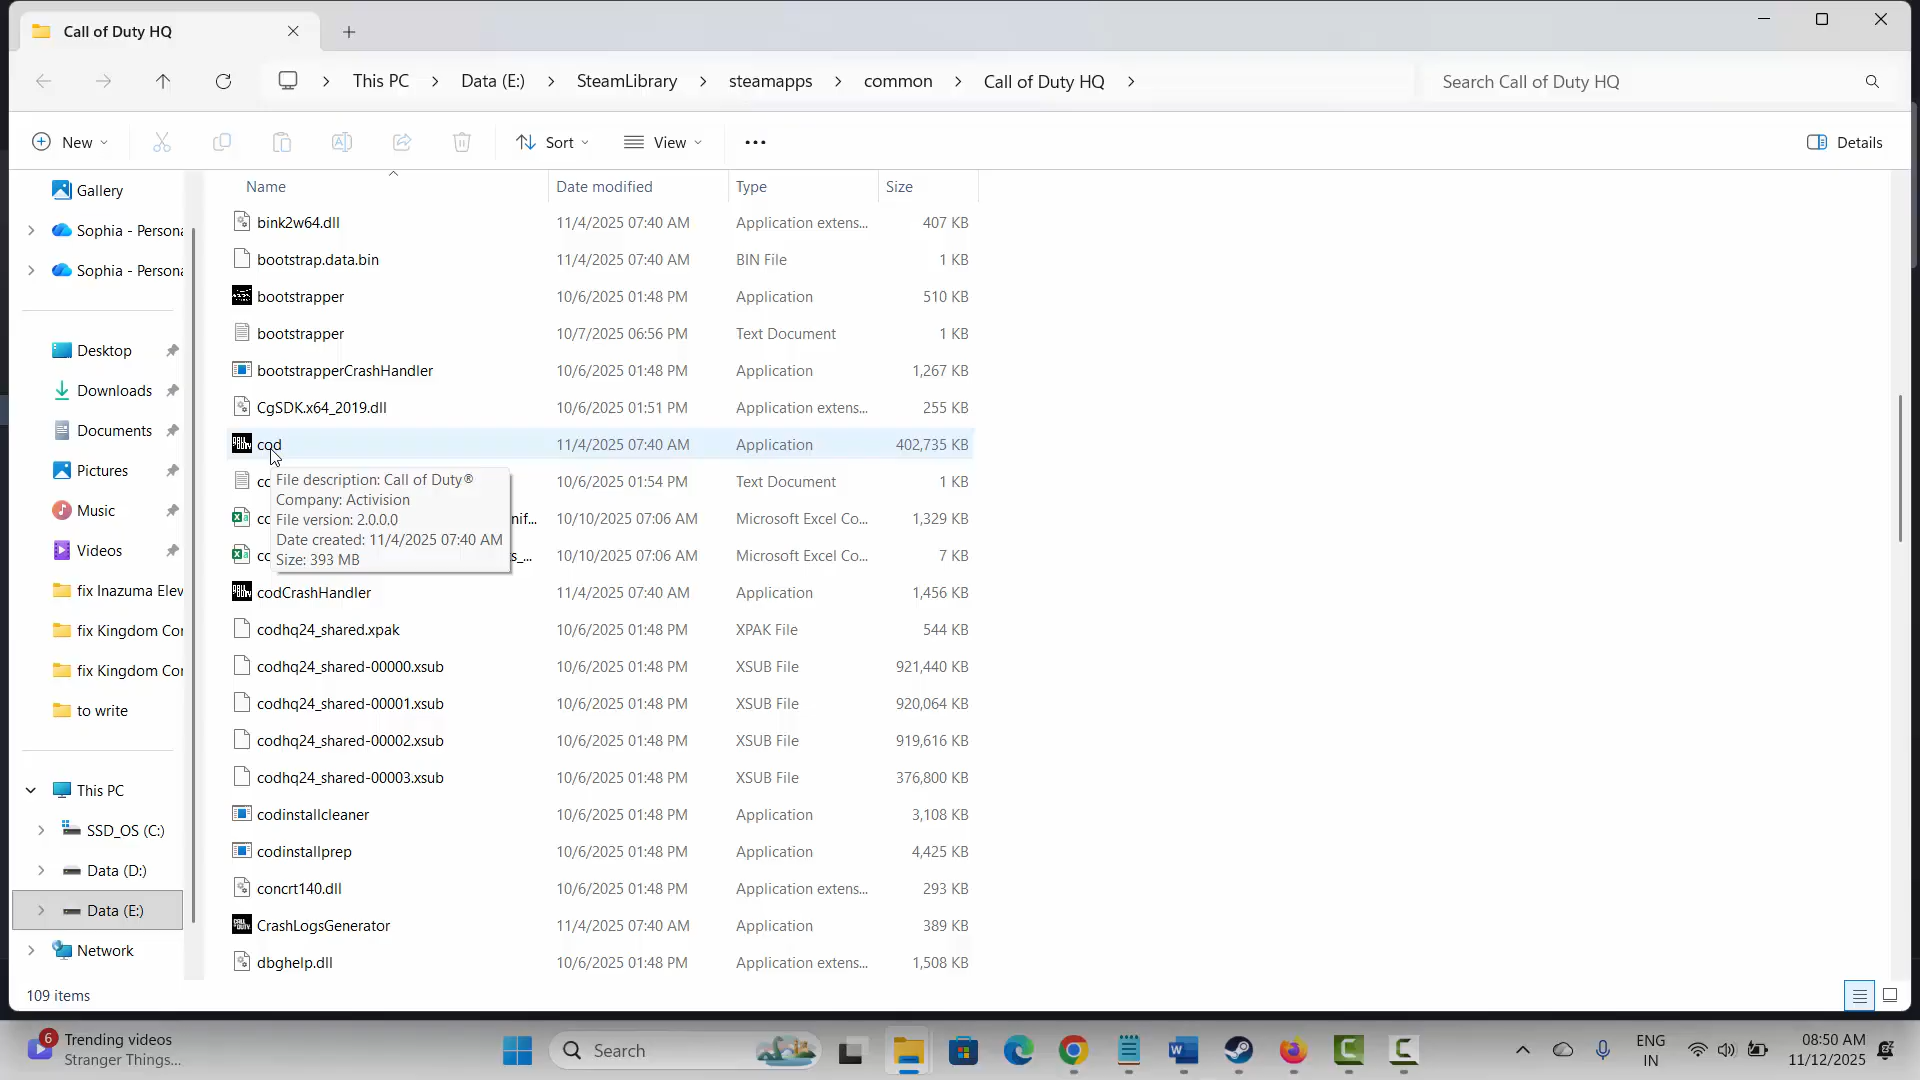 Call of Duty HQ
This PC
Data (E:)
SteamLibrary
steamapps
common
Call of Duty HQ
Search Call of Duty HQ
New
Sort
View
Details
Gallery
Sophia - Persona
Sophia - Persona
Desktop
Downloads
Documents
Pictures
Music
Videos
fix Inazuma Elev
fix Kingdom Cor
fix Kingdom Cor
to write
This PC
SSD_OS (C:)
Data (D:)
Data (E:)
Network
Name Date modified Type Size
bink2w64.dll 11/4/2025 07:40 AM Application extens... 407 KB
bootstrap.data.bin 11/4/2025 07:40 AM BIN File 1 KB
bootstrapper 10/6/2025 01:48 PM Application 510 KB
bootstrapper 10/7/2025 06:56 PM Text Document 1 KB
bootstrapperCrashHandler 10/6/2025 01:48 PM Application 1,267 KB
CgSDK.x64_2019.dll 10/6/2025 01:51 PM Application extens... 255 KB
cod 11/4/2025 07:40 AM Application 402,735 KB
10/6/2025 01:54 PM Text Document 1 KB
nif... 10/10/2025 07:06 AM Microsoft Excel Co... 1,329 KB
s_... 10/10/2025 07:06 AM Microsoft Excel Co... 7 KB
File description: Call of Duty®
Company: Activision
File version: 2.0.0.0
Date created: 11/4/2025 07:40 AM
Size: 393 MB
codCrashHandler 11/4/2025 07:40 AM Application 1,456 KB
codhq24_shared.xpak 10/6/2025 01:48 PM XPAK File 544 KB
codhq24_shared-00000.xsub 10/6/2025 01:48 PM XSUB File 921,440 KB
codhq24_shared-00001.xsub 10/6/2025 01:48 PM XSUB File 920,064 KB
codhq24_shared-00002.xsub 10/6/2025 01:48 PM XSUB File 919,616 KB
codhq24_shared-00003.xsub 10/6/2025 01:48 PM XSUB File 376,800 KB
codinstallcleaner 10/6/2025 01:48 PM Application 3,108 KB
codinstallprep 10/6/2025 01:48 PM Application 4,425 KB
concrt140.dll 10/6/2025 01:48 PM Application extens... 293 KB
CrashLogsGenerator 11/4/2025 07:40 AM Application 389 KB
dbghelp.dll 10/6/2025 01:48 PM Application extens... 1,508 KB
109 items
6
Trending videos
Stranger Things...
Search
ENG
IN
08:50 AM
11/12/2025